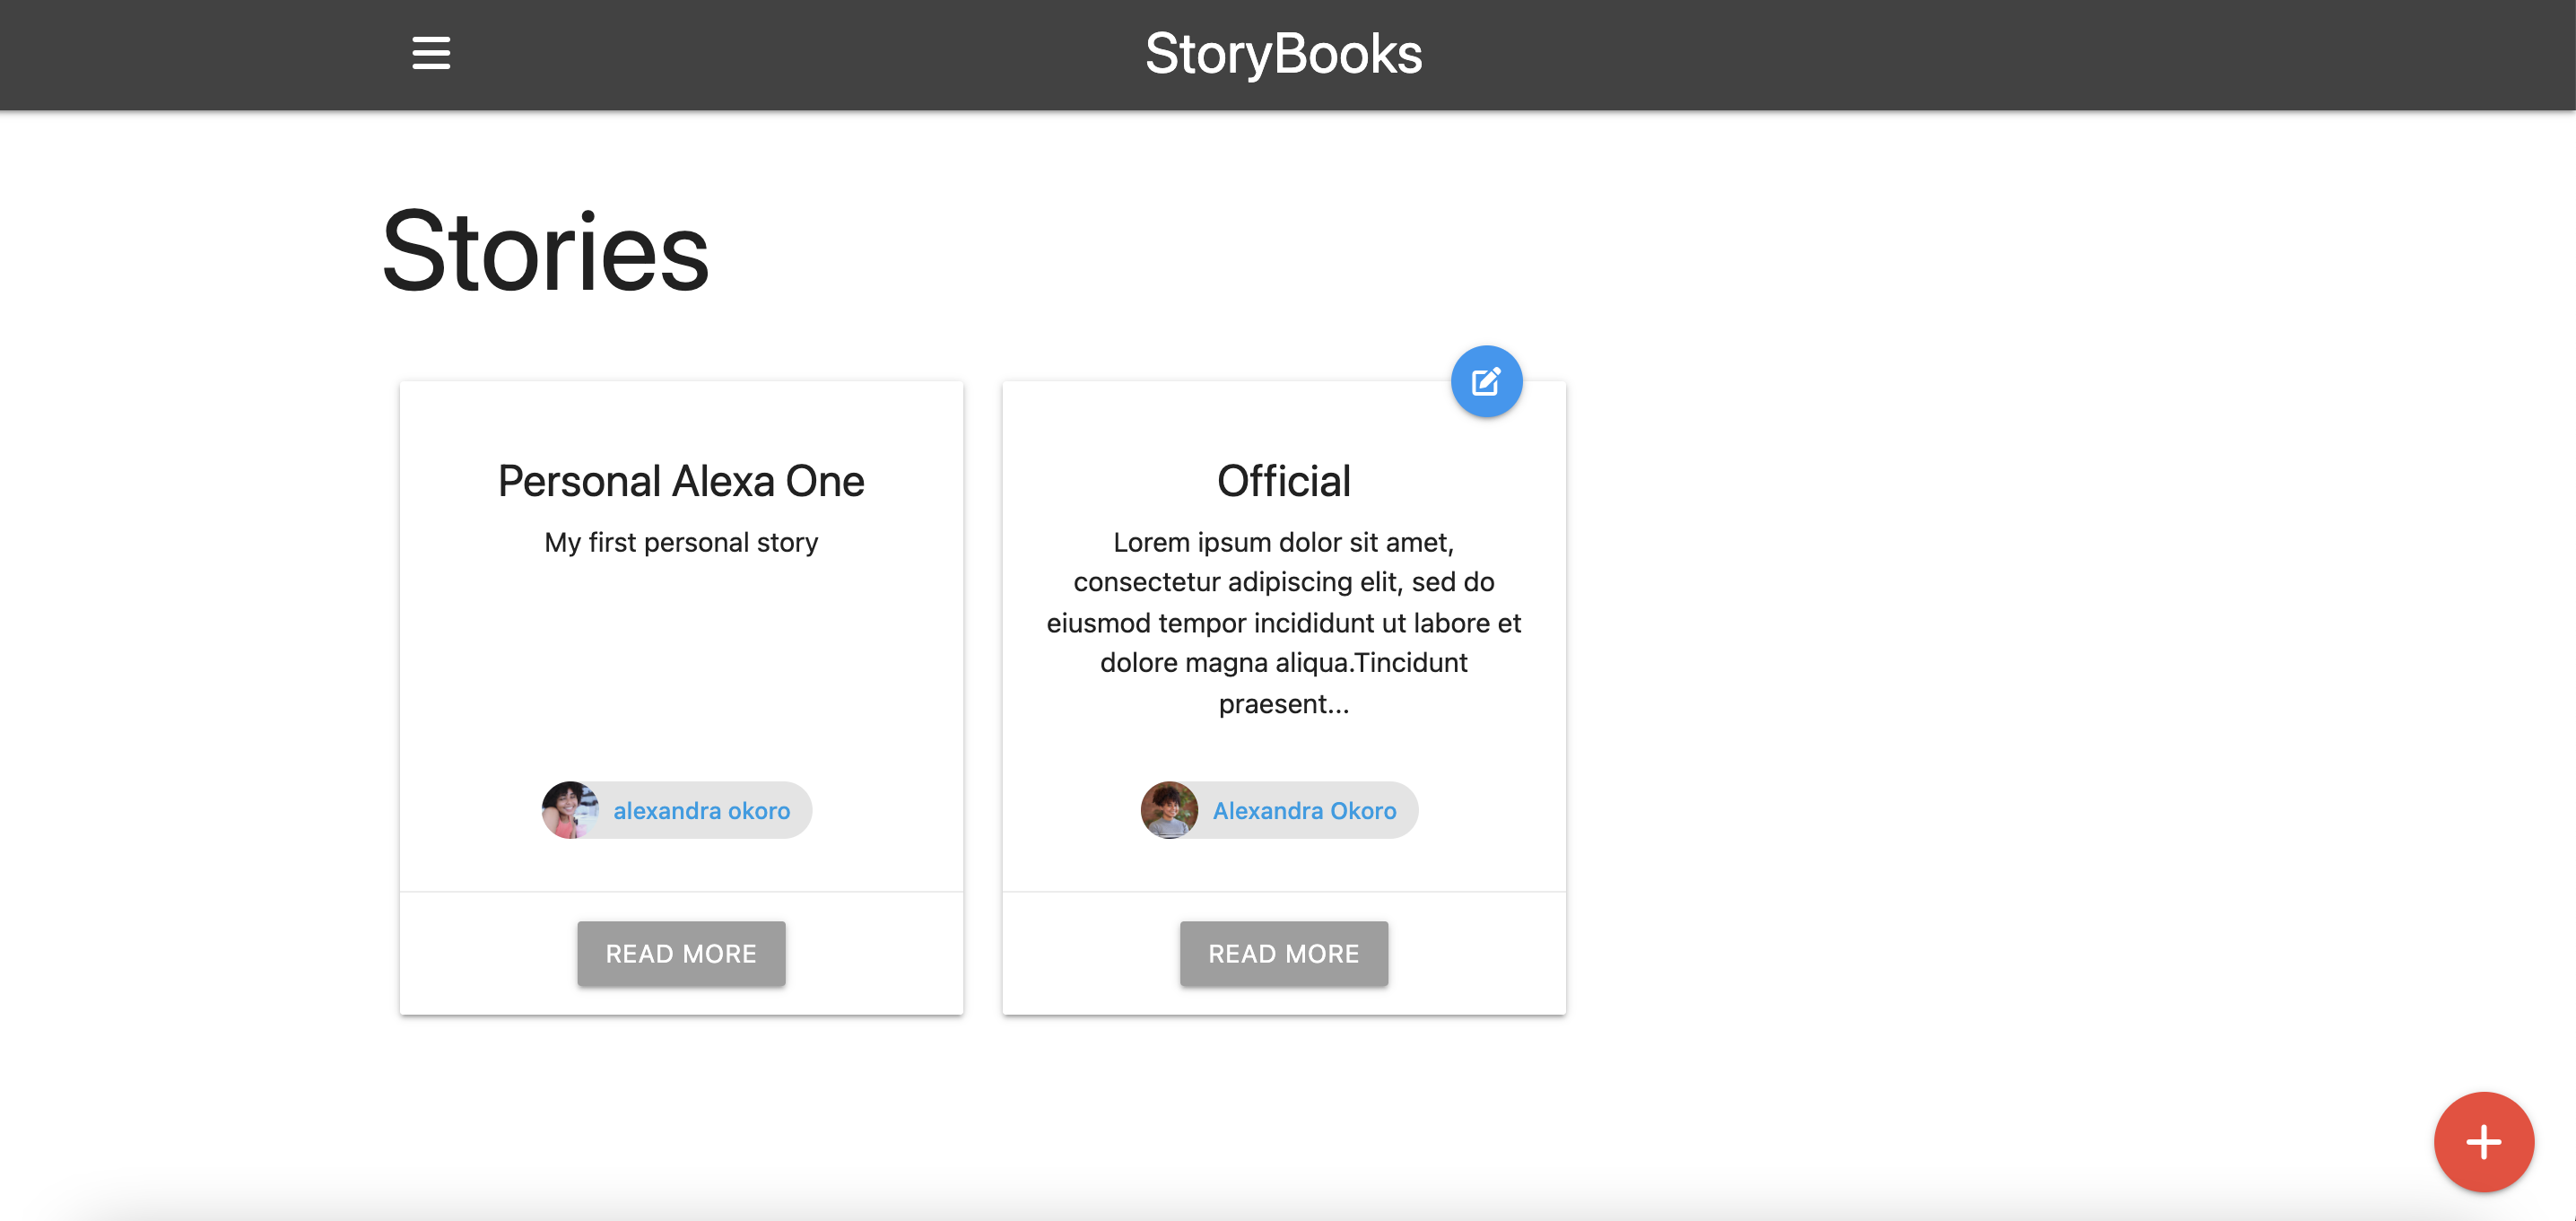 StoryBooks
Stories
Personal Alexa One
My first personal story
alexandra okoro
READ MORE
Official
Lorem ipsum dolor sit amet,
consectetur adipiscing elit, sed do
eiusmod tempor incididunt ut labore et
dolore magna aliqua.Tincidunt
praesent...
Alexandra Okoro
READ MORE